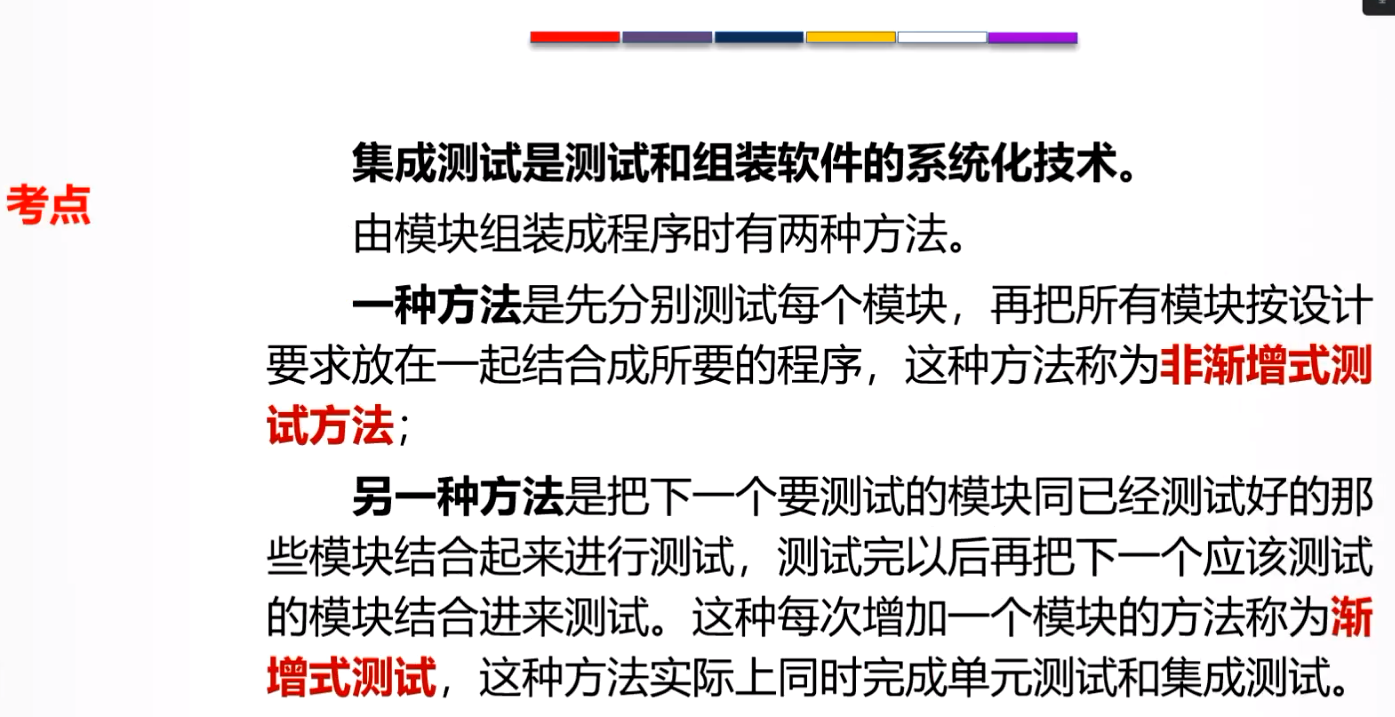 集成测试是测试和组装软件的系统化技术。
考点
由模块组装成程序时有两种方法。
一种方法是先分别测试每个模块，再把所有模块按设计
要求放在一起结合成所要的程序，这种方法称为非渐增式测
试方法；
另一种方法是把下一个要测试的模块同已经测试好的那
些模块结合起来进行测试，测试完以后再把下一个应该测试
的模块结合进来测试。这种每次增加一个模块的方法称为渐
增式测试，这种方法实际上同时完成单元测试和集成测试。